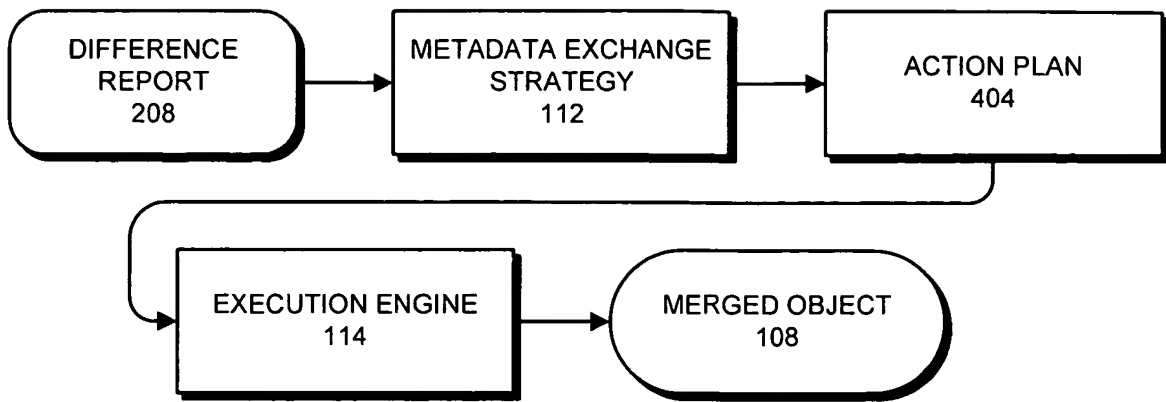 DIFFERENCE
REPORT
208
METADATA EXCHANGE
STRATEGY
112
ACTION PLAN
404
EXECUTION ENGINE
114
MERGED OBJECT
108